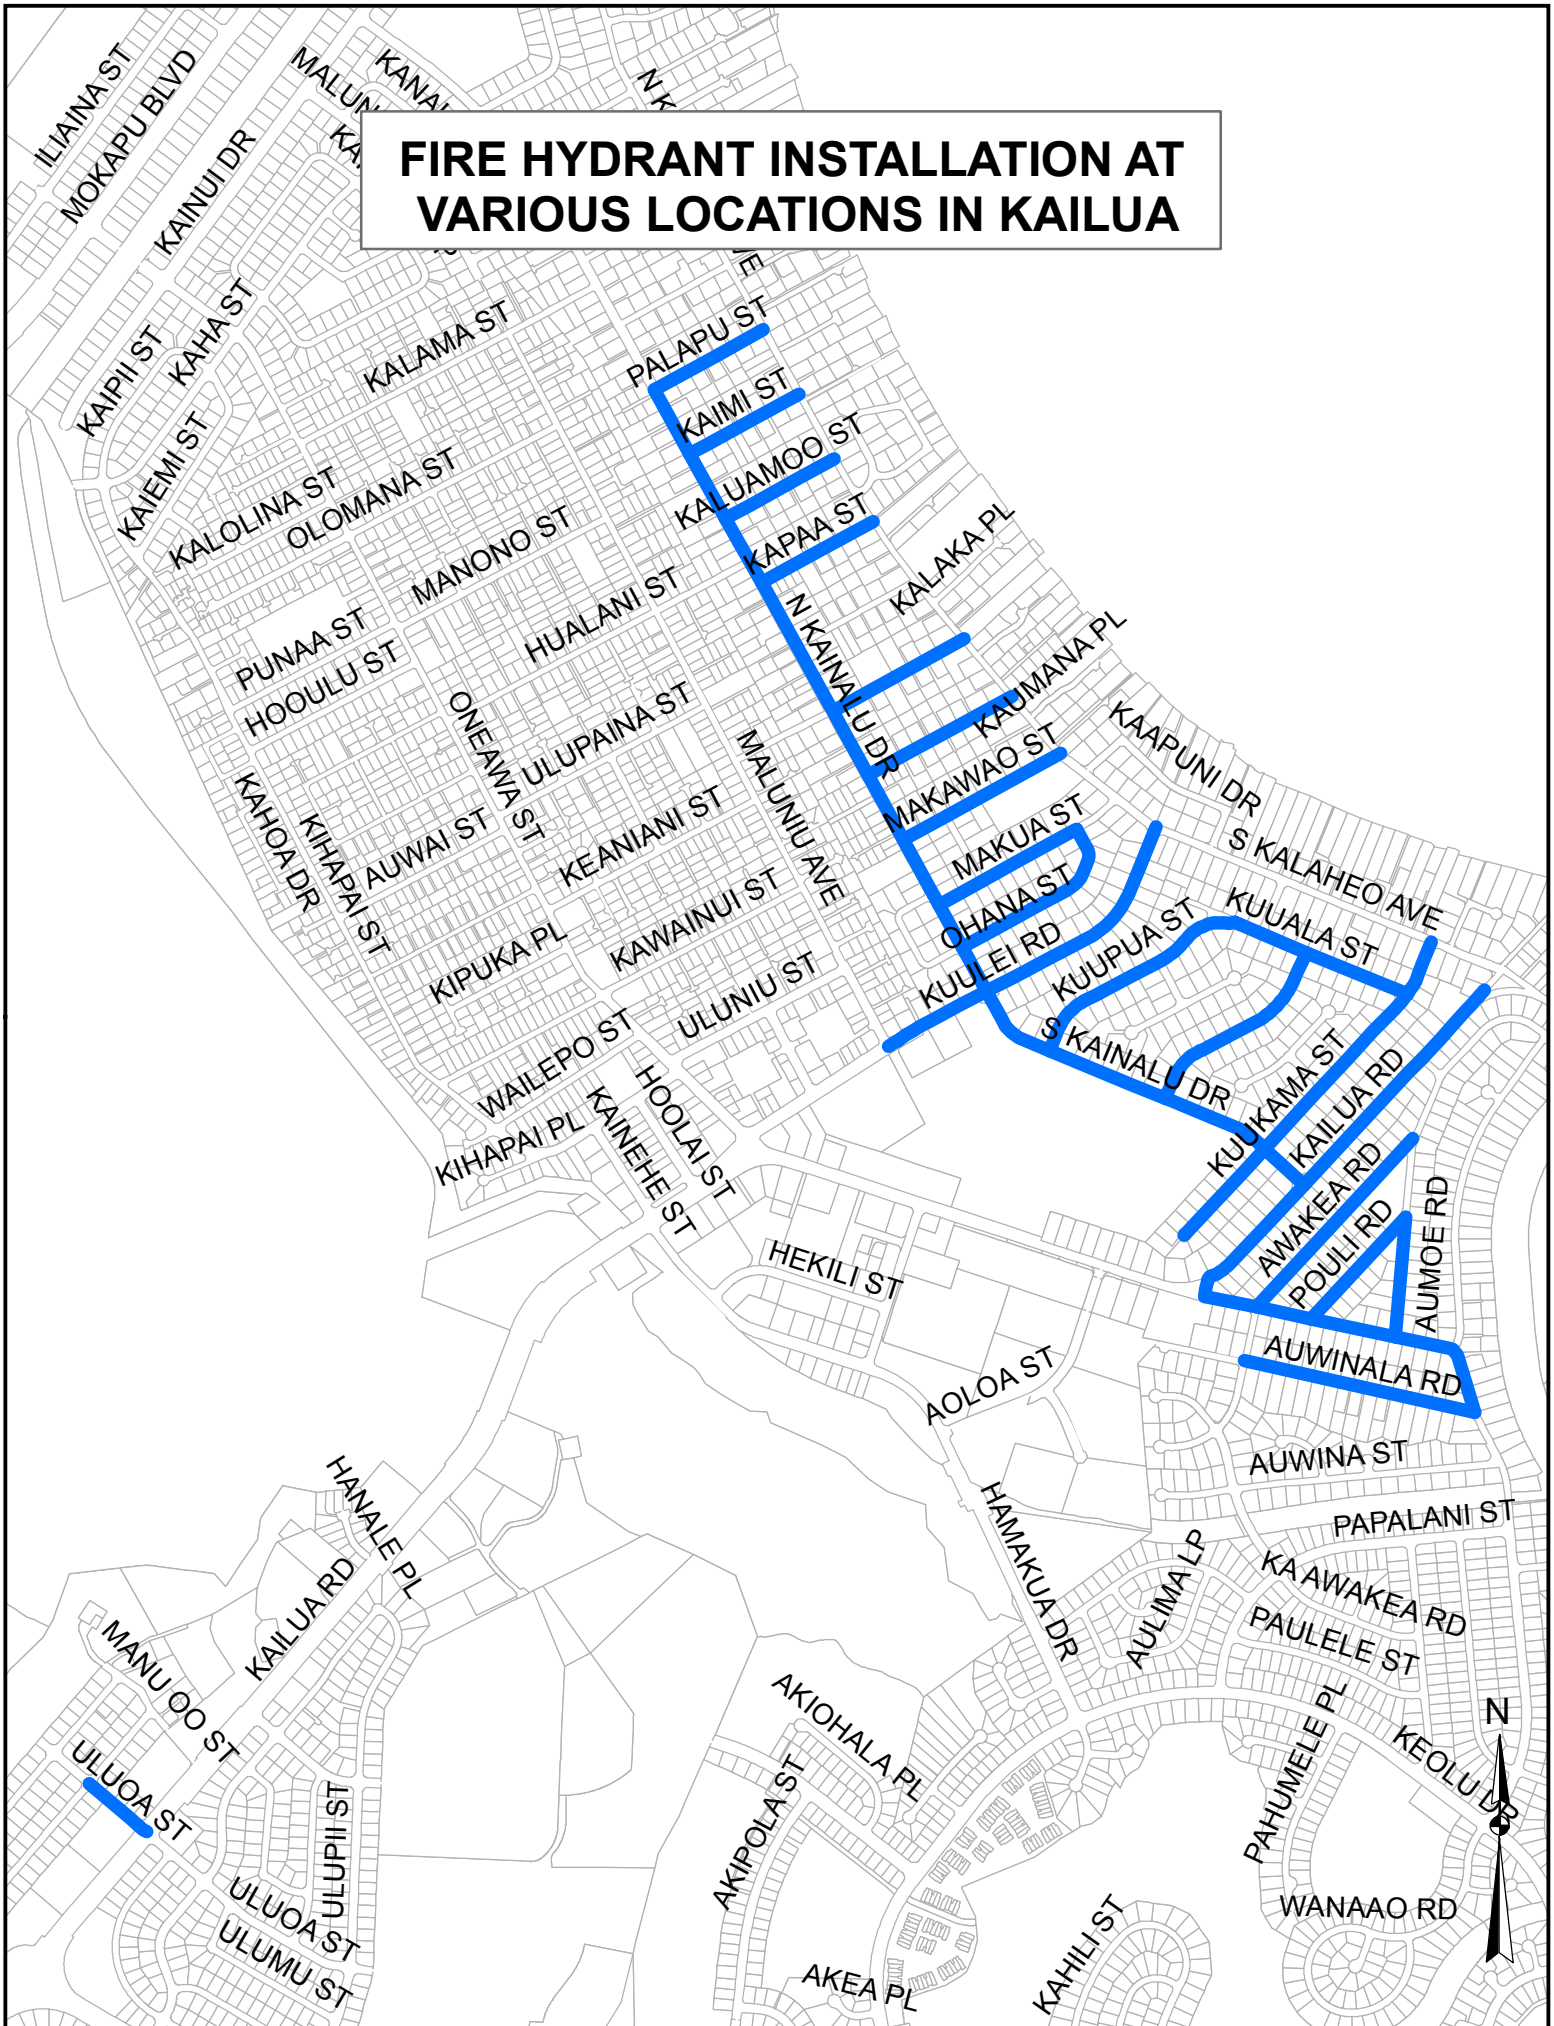 ILIAINA ST
MOKAPU BLVD
KAINUI DR
MALUN
KANA
KA
N K
FIRE HYDRANT INSTALLATION AT
VARIOUS LOCATIONS IN KAILUA
KAIPII ST
KAHA ST
KALAMA ST
PALAPU ST
KAIMI ST
KALUAMOO ST
KAPAA ST
KAIEMI ST
KALOLINA ST
OLOMANA ST
MANONO ST
HUALANI ST
KALAKA PL
N KAINALU DR
KAUMANA PL
PUNAA ST
HOOULU ST
ONEAWA ST
ULUPAINA ST
MALUNIU AVE
MAKAWAO ST
KAAPUNI DR
KAHOA DR
KIHAPAI ST
AUWAI ST
KEANIANI ST
MAKUA ST
OHANA ST
S KALAHEO AVE
KIPUKA PL
KAWAINUI ST
KUULEI RD
KUUPUA ST
KUUALA ST
ULUNIU ST
WAILEPO ST
S KAINALU DR
KUUKAMA ST
KAILUA RD
KIHAPAI PL
KAINEHE ST
HOOLAI ST
AWAKEA RD
POULI RD
AUMOE RD
HEKILI ST
AUWINALA RD
AOLOA ST
AUWINA ST
HANALE PL
HAMAKUA DR
PAPALANI ST
KAILUA RD
AULIMA LP
KA AWAKEA RD
PAULELE ST
MANU OO ST
AKIOHALA PL
PAHUMELE PL
KEOLU DR
N
ULUOA ST
ULUPII ST
AKIPOLA ST
ULUOA ST
ULUMU ST
WANAAO RD
KAHILI ST
AKEA PL